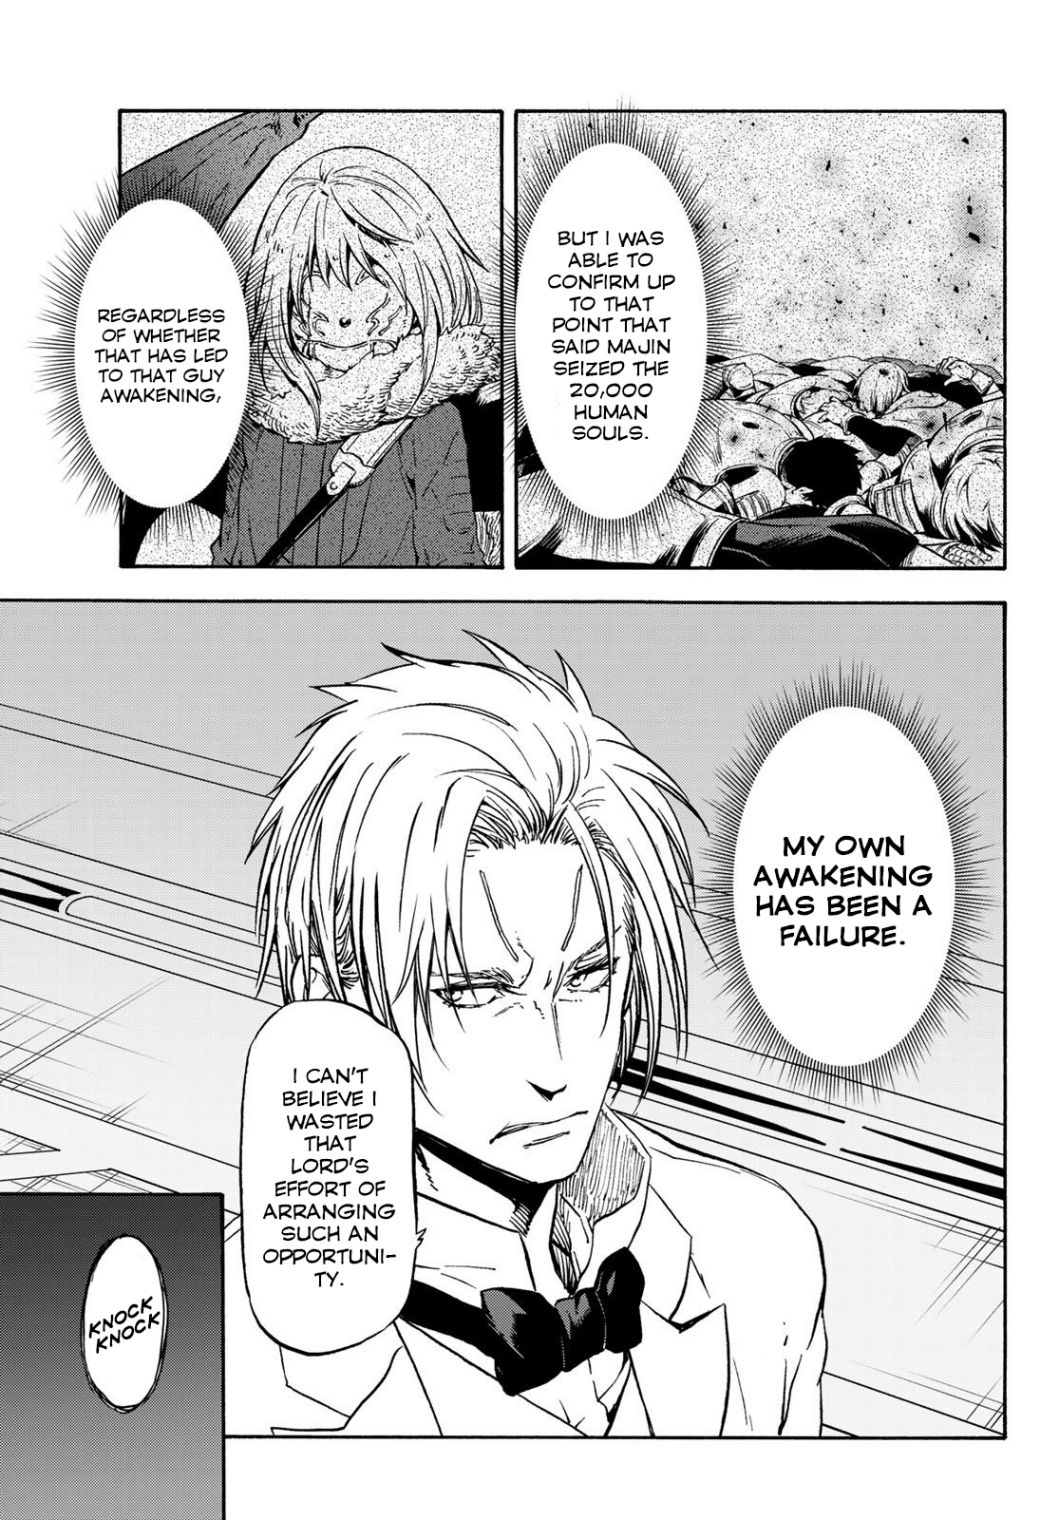 BUT I WAS
ABLE TO
CONFIRM UP
TO THAT
POINT THAT
SAID MAJIN
SEIZED THE
20,000
HUMAN
SOULS.
REGARDLESS
OF WHETHER
THAT HAS LED
TO THAT GUY
AWAKENING,
MY OWN
AWAKENING
HAS BEEN A
FAILURE.
I CAN'T
BELIEVE I
WASTED
THAT
LORD'S
EFFORT OF
ARRANGING
SUCH AN
OPPORTUNI-
TY.
KNOCK
KNOCK